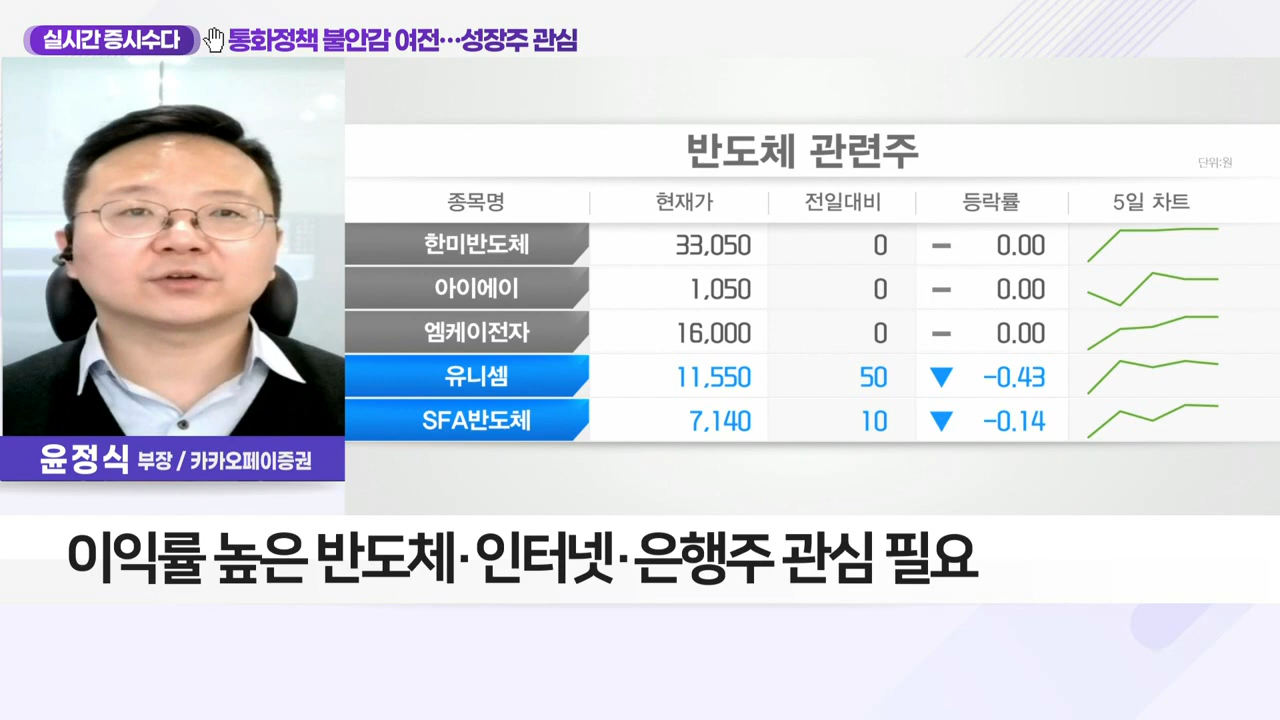 실시간 증시수다 통화정책 불안감 여전…성장주 관심
반도체 관련주
단위:원
종목명 현재가 전일대비 등락률 5일 차트
한미반도체 33,050 0 － 0.00
아이에이 1,050 0 － 0.00
엠케이전자 16,000 0 － 0.00
유니셈 11,550 50 ▼ -0.43
SFA반도체 7,140 10 ▼ -0.14
윤정식 부장 / 카카오페이증권
이익률 높은 반도체·인터넷·은행주 관심 필요